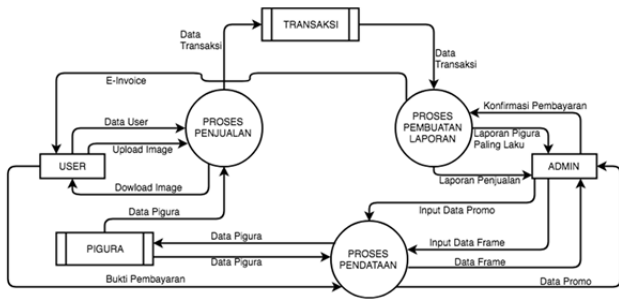 TRANSAKSI
Data
Transaksi
Data
Transaksi
E-Invoice
PROSES
PENJUALAN
PROSES
PEMBUATAN
LAPORAN
Konfirmasi Pembayaran
Data User
Upload Image
Laporan Pigura
Paling Laku
USER
ADMIN
Dowload Image
Laporan Penjualan
Data Pigura
Input Data Promo
PIGURA
Data Pigura
Data Pigura
PROSES
PENDATAAN
Input Data Frame
Data Frame
Bukti Pembayaran
Data Promo